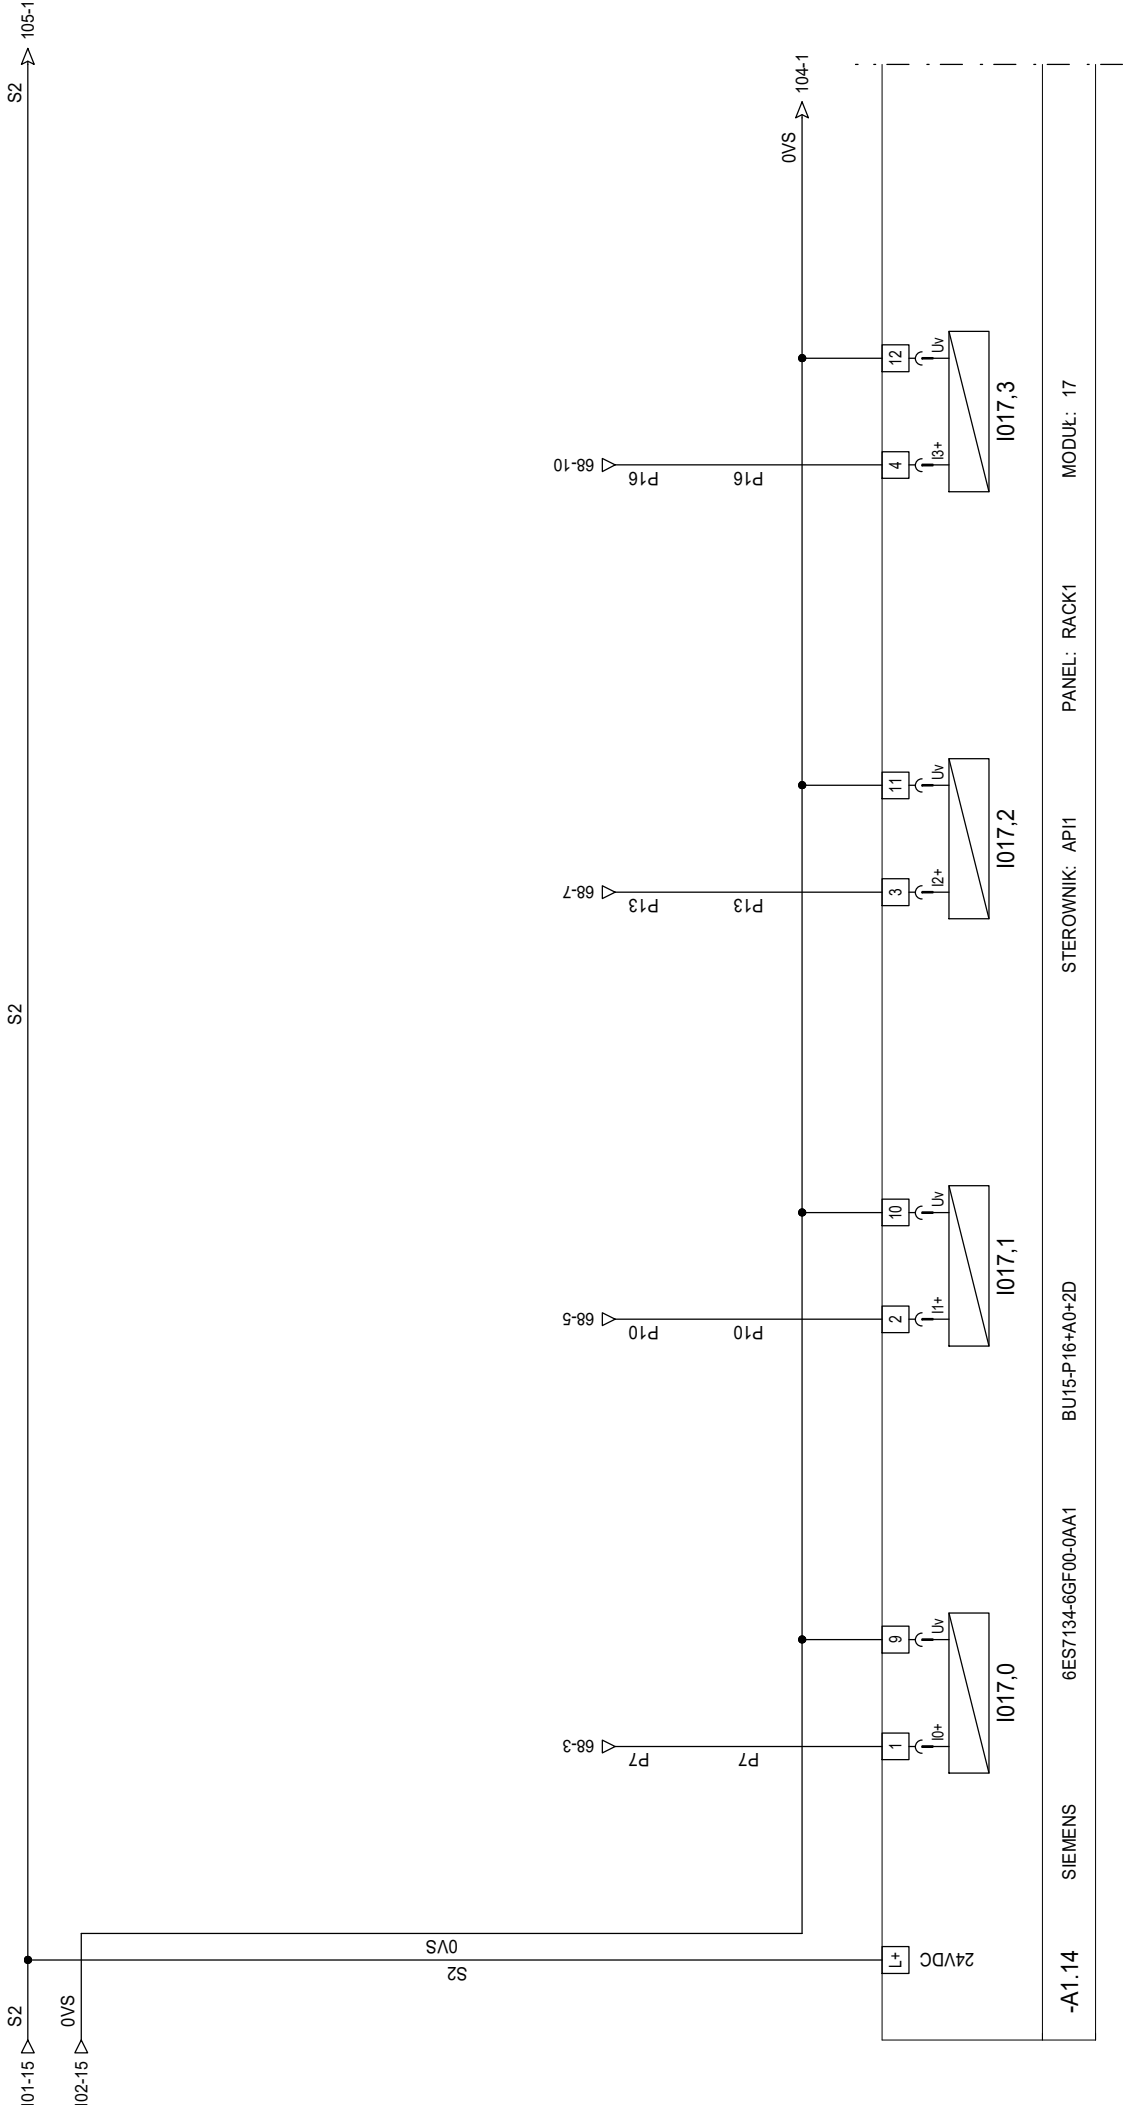 S2
S2
S2
105-1
I01-15
0VS
I02-15
0VS
S2
0VS
104-1
68-3
P7
P7
68-5
P10
P10
68-7
P13
P13
68-10
P16
P16
L+
24VDC
1
I0+
9
Uv
I017,0
2
I1+
10
Uv
I017,1
3
I2+
11
Uv
I017,2
4
I3+
12
Uv
I017,3
-A1.14 SIEMENS 6ES7134-6GF00-0AA1 BU15-P16+A0+2D STEROWNIK: API1 PANEL: RACK1 MODUŁ: 17